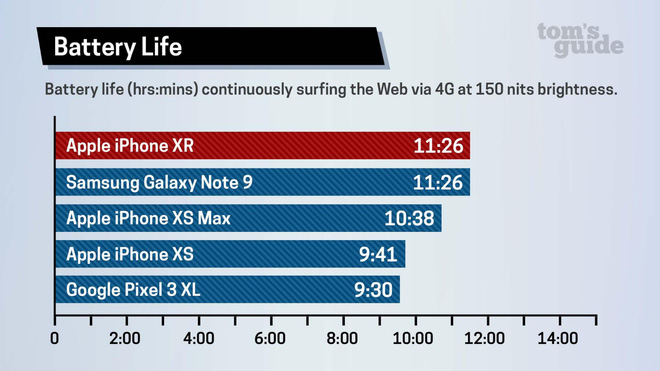 Battery Life
tom's
guide
Battery life (hrs:mins) continuously surfing the Web via 4G at 150 nits brightness.
Apple iPhone XR 11:26
Samsung Galaxy Note 9 11:26
Apple iPhone XS Max 10:38
Apple iPhone XS 9:41
Google Pixel 3 XL 9:30
0 2:00 4:00 6:00 8:00 10:00 12:00 14:00